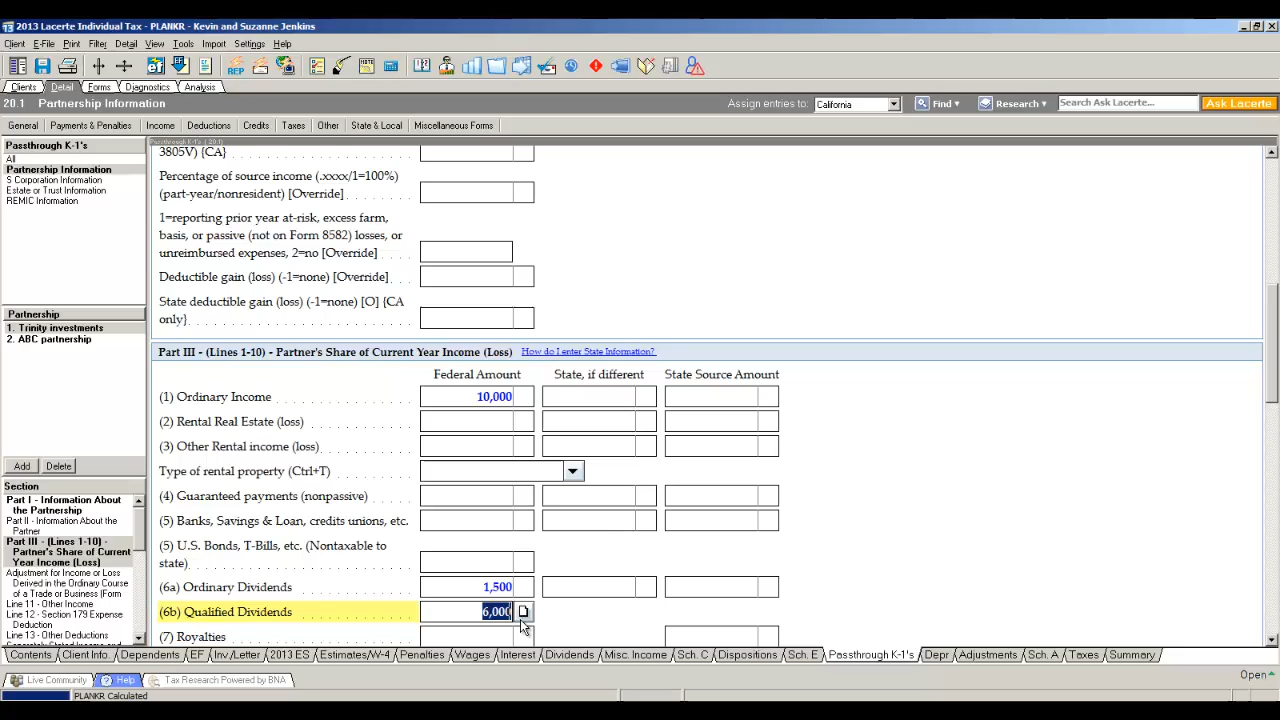 2013 Lacerte Individual Tax - PLANKR - Kevin and Suzanne Jenkins
Client E-File Print Filter Detail View Tools Import Settings Help
Clients Detail Forms Diagnostics Analysis
20.1 Partnership Information
Assign entries to: California
Find
Research
Search Ask Lacerte...
Ask Lacerte
General Payments & Penalties Income Deductions Credits Taxes Other State & Local Miscellaneous Forms
Passthrough K-1's
All
Partnership Information
S Corporation Information
Estate or Trust Information
REMIC Information
Partnership
1. Trinity investments
2. ABC partnership
Add Delete
Section
Part I - Information About
the Partnership
Part II - Information About the
Partner
Part III - (Lines 1-10) -
Partner's Share of Current
Year Income (Loss)
Adjustment for Income or Loss
Derived in the Ordinary Course
of a Trade or Business (Form
Line 11 - Other Income
Line 12 - Section 179 Expense
Deduction
Line 13 - Other Deductions
Passthrough K-1's (20.1)
3805V) {CA}
Percentage of source income (.xxxx/1=100%)
(part-year/nonresident) [Override]
1=reporting prior year at-risk, excess farm,
basis, or passive (not on Form 8582) losses, or
unreimbursed expenses, 2=no [Override]
Deductible gain (loss) (-1=none) [Override]
State deductible gain (loss) (-1=none) [O] {CA
only}
Part III - (Lines 1-10) - Partner's Share of Current Year Income (Loss) How do I enter State Information?
Federal Amount State, if different State Source Amount
(1) Ordinary Income 10,000
(2) Rental Real Estate (loss)
(3) Other Rental income (loss)
Type of rental property (Ctrl+T)
(4) Guaranteed payments (nonpassive)
(5) Banks, Savings & Loan, credits unions, etc.
(5) U.S. Bonds, T-Bills, etc. (Nontaxable to
state)
(6a) Ordinary Dividends 1,500
(6b) Qualified Dividends 6,000
(7) Royalties
Contents Client Info. Dependents EF Inv./Letter 2013 ES Estimates/W-4 Penalties Wages Interest Dividends Misc. Income Sch. C Dispositions Sch. E Passthrough K-1's Depr Adjustments Sch. A Taxes Summary
Live Community Help Tax Research Powered by BNA
Open
PLANKR Calculated